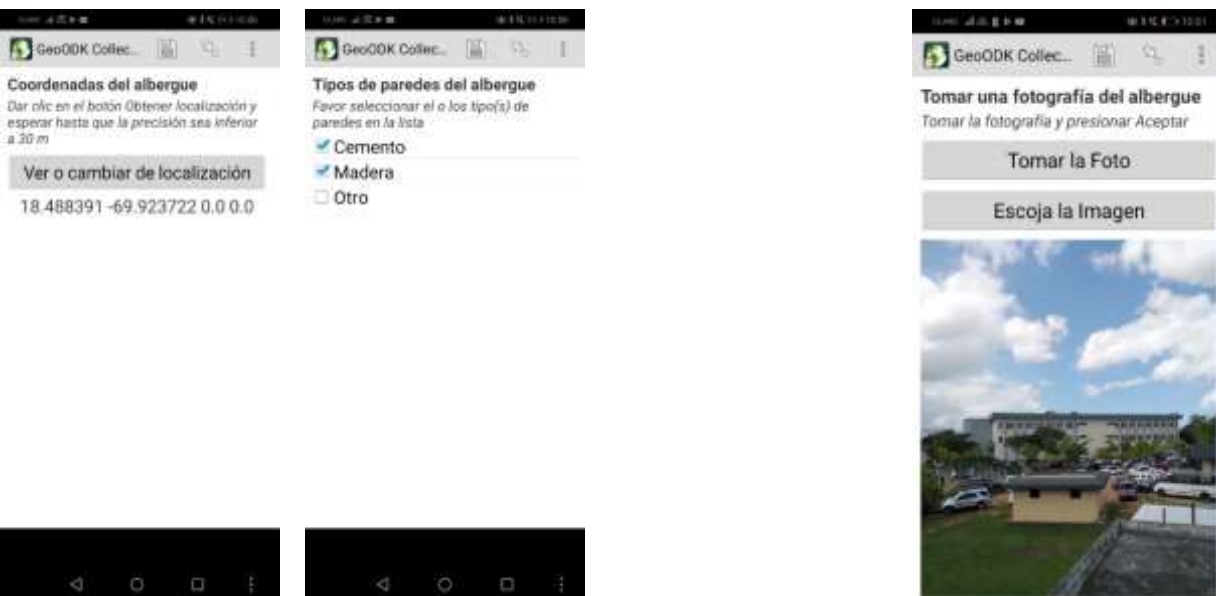 GeoODK Collec...
Coordenadas del albergue
Dar clic en el botón Obtener localización y
esperar hasta que la precisión sea inferior
a 30 m
Ver o cambiar de localización
18.488391 -69.923722 0.0 0.0
GeoODK Collec...
Tipos de paredes del albergue
Favor seleccionar el o los tipo(s) de
paredes en la lista
Cemento
Madera
Otro
GeoODK Collec...
Tomar una fotografía del albergue
Tomar la fotografía y presionar Aceptar
Tomar la Foto
Escoja la Imagen